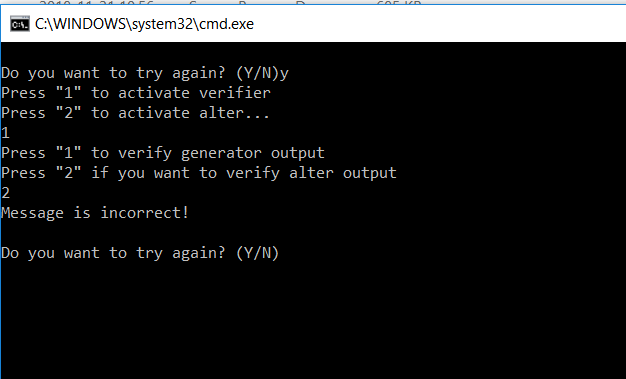 C:\WINDOWS\system32\cmd.exe
Do you want to try again? (Y/N)y
Press "1" to activate verifier
Press "2" to activate alter...
1
Press "1" to verify generator output
Press "2" if you want to verify alter output
2
Message is incorrect!
Do you want to try again? (Y/N)